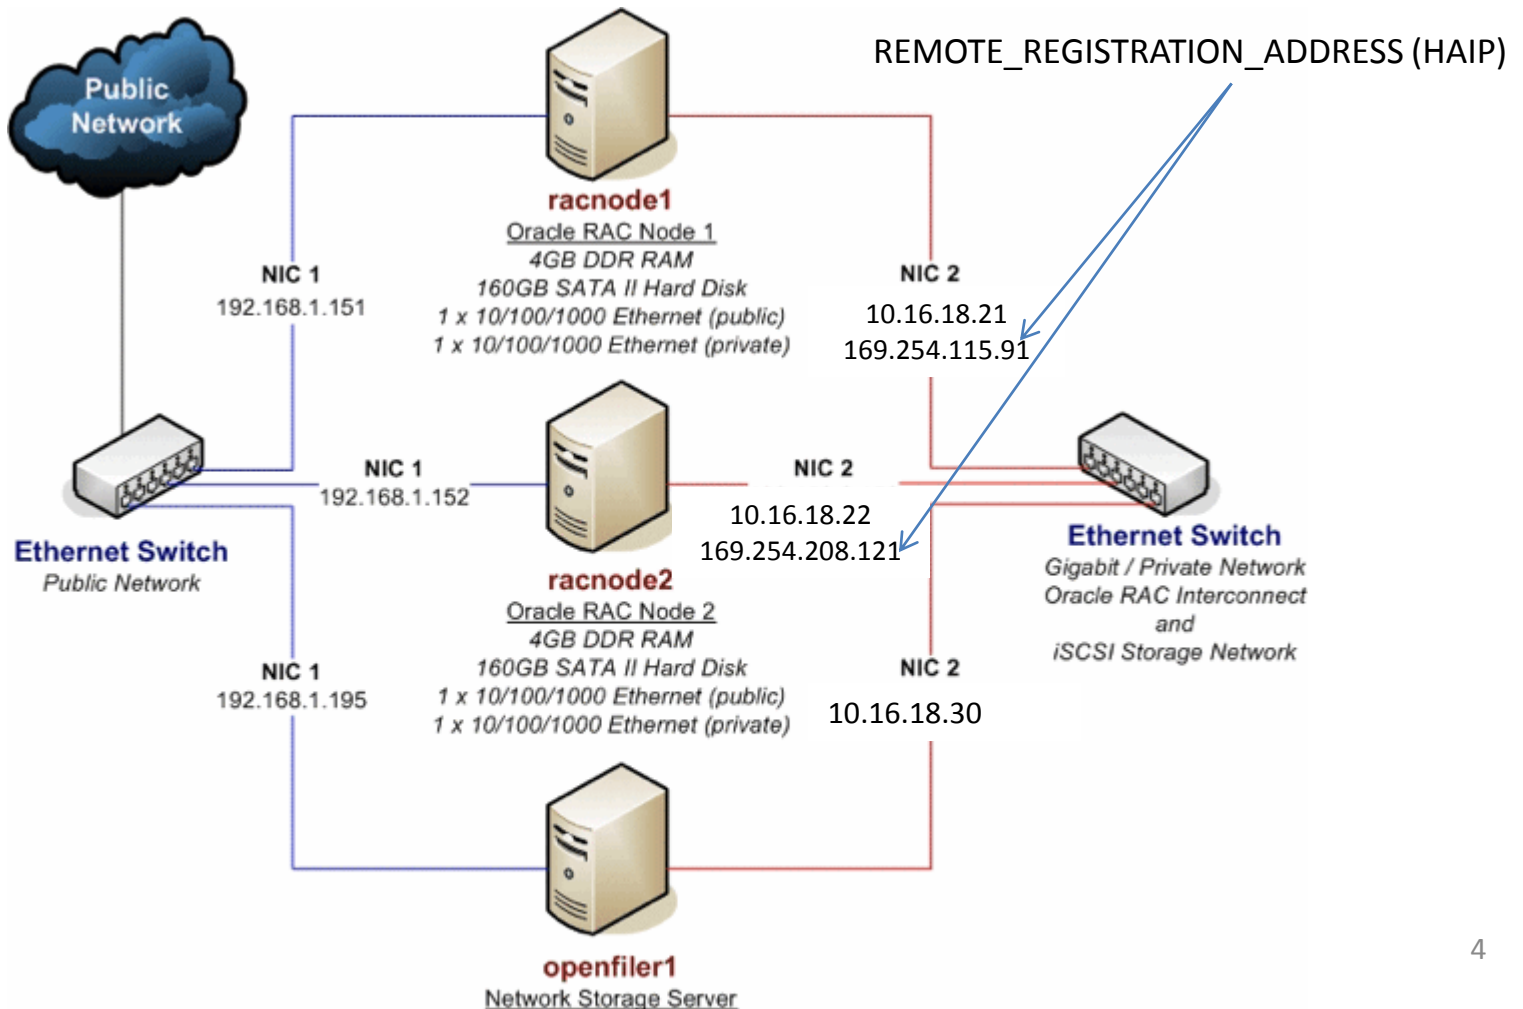 REMOTE_REGISTRATION_ADDRESS (HAIP)
Public
Network
racnode1
Oracle RAC Node 1
4GB DDR RAM
160GB SATA II Hard Disk
1 x 10/100/1000 Ethernet (public)
1 x 10/100/1000 Ethernet (private)
NIC 1
192.168.1.151
NIC 2
10.16.18.21
169.254.115.91
NIC 1
192.168.1.152
NIC 2
10.16.18.22
169.254.208.121
Ethernet Switch
Public Network
racnode2
Oracle RAC Node 2
4GB DDR RAM
160GB SATA II Hard Disk
1 x 10/100/1000 Ethernet (public)
1 x 10/100/1000 Ethernet (private)
Ethernet Switch
Gigabit / Private Network
Oracle RAC Interconnect
and
iSCSI Storage Network
NIC 1
192.168.1.195
NIC 2
10.16.18.30
openfiler1
Network Storage Server
4